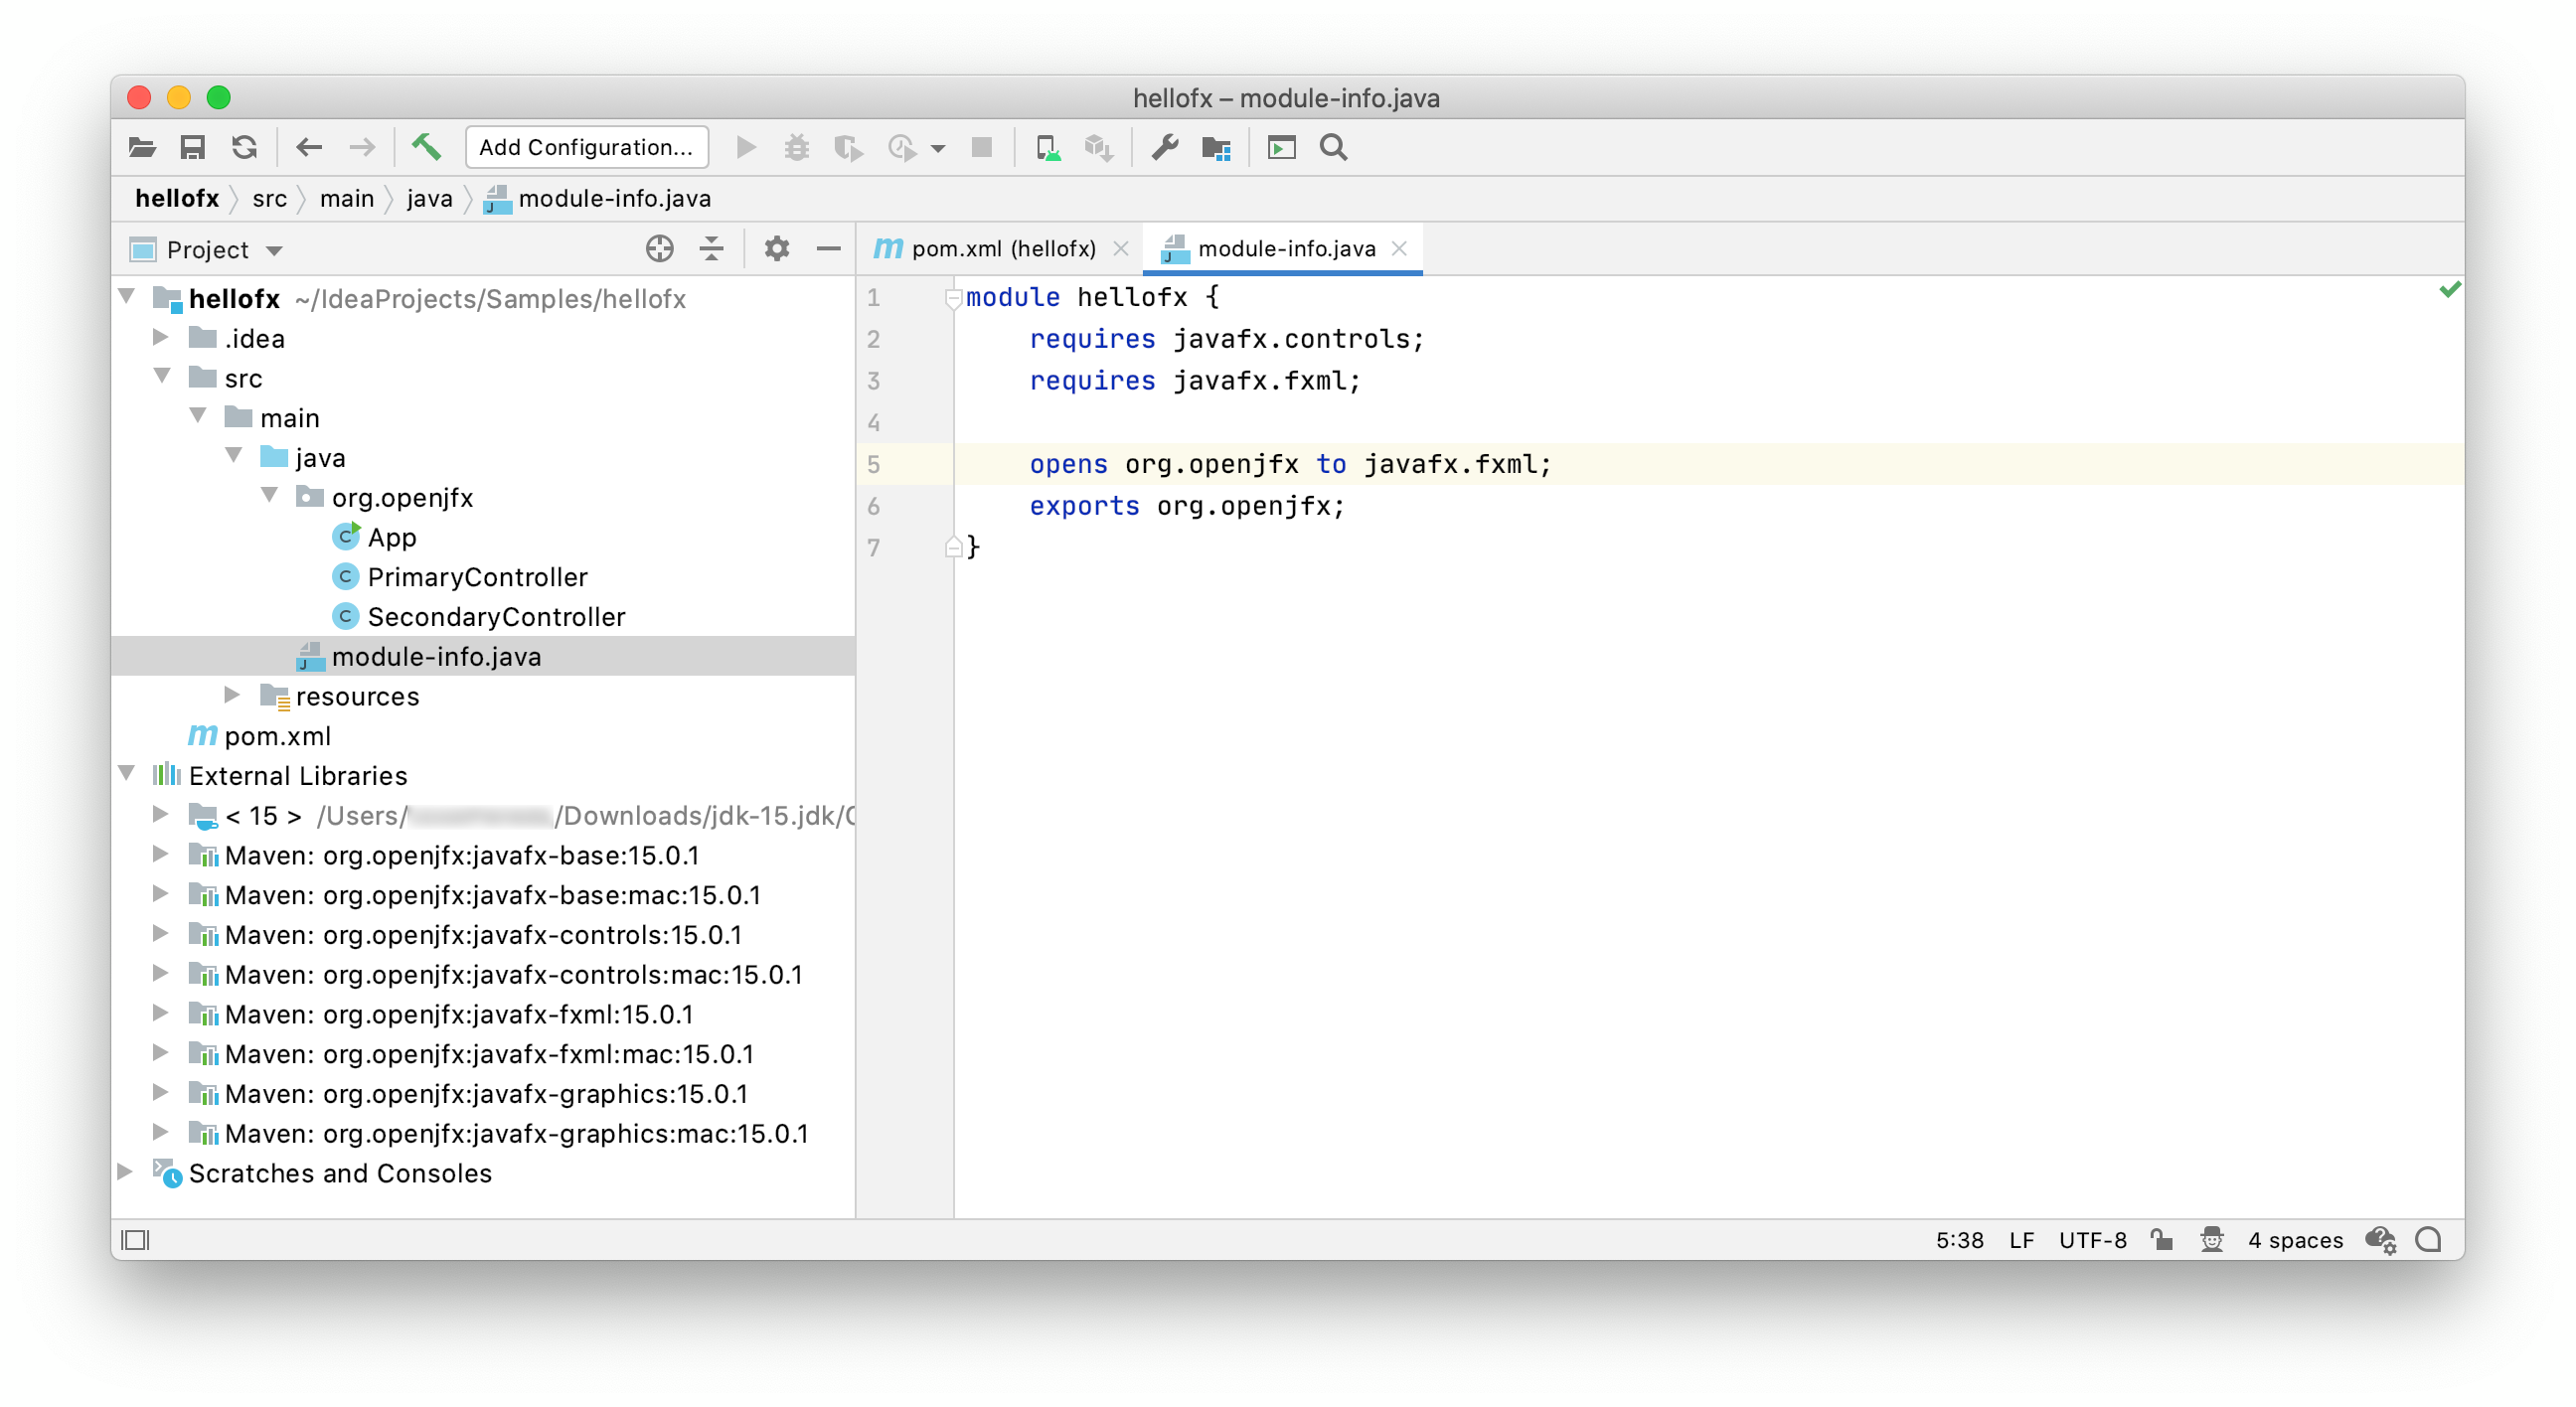 hellofx – module-info.java
Add Configuration...
hellofx src main java module-info.java
Project
pom.xml (hellofx)
module-info.java
hellofx ~/IdeaProjects/Samples/hellofx
.idea
src
main
java
org.openjfx
App
PrimaryController
SecondaryController
module-info.java
resources
pom.xml
External Libraries
< 15 > /Users/ /Downloads/jdk-15.jdk/
Maven: org.openjfx:javafx-base:15.0.1
Maven: org.openjfx:javafx-base:mac:15.0.1
Maven: org.openjfx:javafx-controls:15.0.1
Maven: org.openjfx:javafx-controls:mac:15.0.1
Maven: org.openjfx:javafx-fxml:15.0.1
Maven: org.openjfx:javafx-fxml:mac:15.0.1
Maven: org.openjfx:javafx-graphics:15.0.1
Maven: org.openjfx:javafx-graphics:mac:15.0.1
Scratches and Consoles
1 module hellofx {
2 requires javafx.controls;
3 requires javafx.fxml;
4
5 opens org.openjfx to javafx.fxml;
6 exports org.openjfx;
7 }
5:38 LF UTF-8 4 spaces